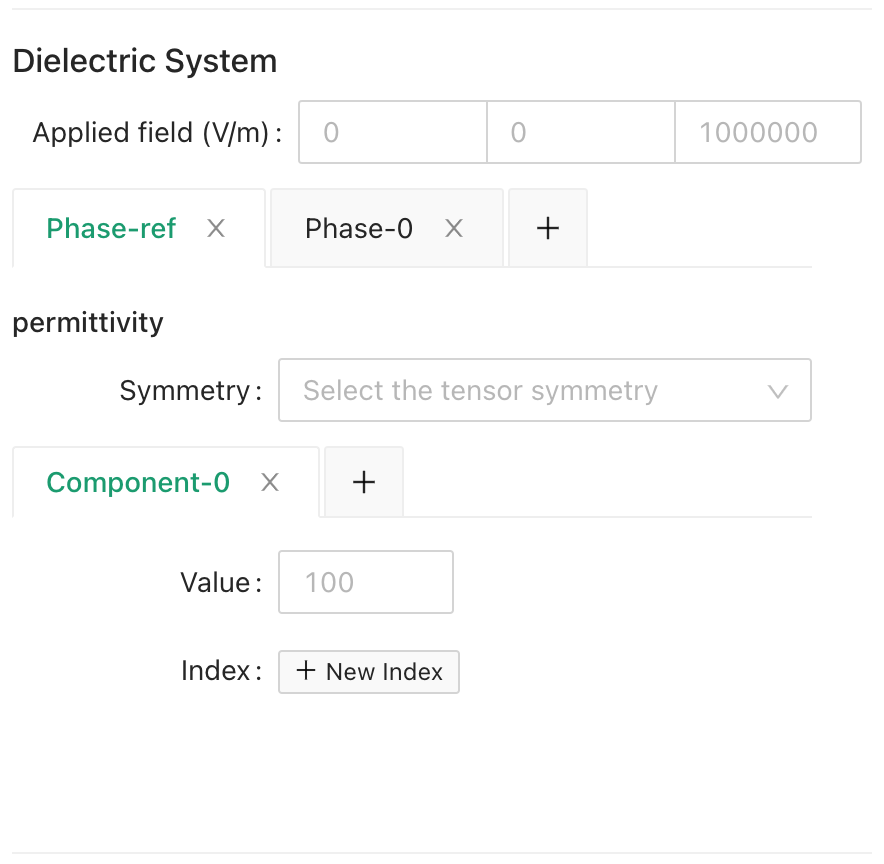 Dielectric System
Applied field (V/m) : 0 0 1000000
Phase-ref X Phase-0 X +
permittivity
Symmetry : Select the tensor symmetry
Component-0 X +
Value : 100
Index : + New Index